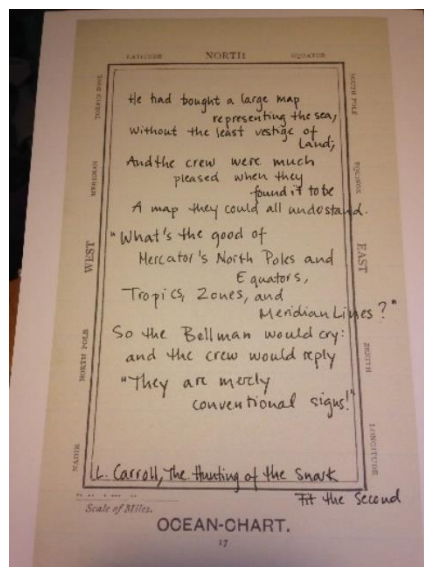 LATITUDE NORTH EQUATOR
SOUTH POLE
EQUINOX
EAST
ZENITH
LONGITUDE
MERIDIAN
WEST
NORTH POLE
NADIR
He had bought a large map
representing the sea,
Without the least vestige of
land;
And the crew were much
pleased when they
found it to be
A map they could all understand.
"What's the good of
Mercator's North Poles and
Equators,
Tropics, Zones, and
Meridian Lines?"
So the Bellman would cry:
and the crew would reply
"They are merely
conventional signs!"
L. Carroll, The Hunting of the Snark
Fit the Second
Scale of Miles.
OCEAN-CHART.
17